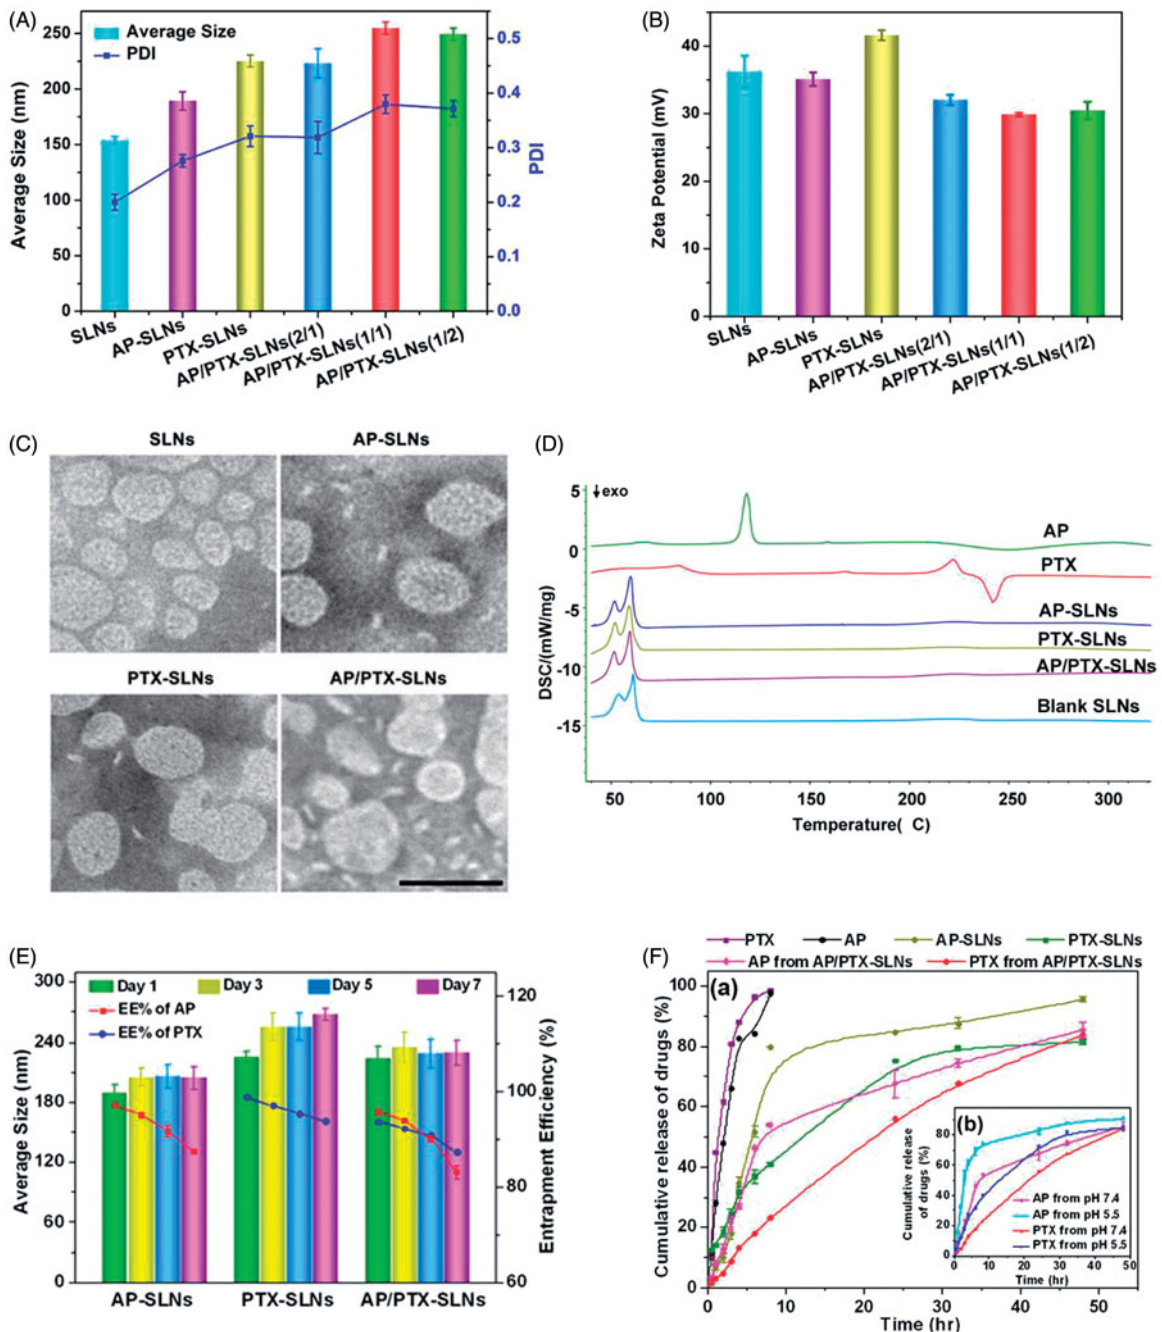 (A)
Average Size
PDI
Average Size (nm)
250
200
150
100
50
0
0.5
0.4
0.3
0.2
0.1
0.0
PDI
SLNs
AP-SLNs
PTX-SLNs
AP/PTX-SLNs(2/1)
AP/PTX-SLNs(1/1)
AP/PTX-SLNs(1/2)
(B)
Zeta Potential (mV)
40
30
20
10
0
SLNs
AP-SLNs
PTX-SLNs
AP/PTX-SLNs(2/1)
AP/PTX-SLNs(1/1)
AP/PTX-SLNs(1/2)
(C)
SLNs
AP-SLNs
PTX-SLNs
AP/PTX-SLNs
(D)
↓exo
DSC/(mW/mg)
5
0
-5
-10
-15
AP
PTX
AP-SLNs
PTX-SLNs
AP/PTX-SLNs
Blank SLNs
50 100 150 200 250 300
Temperature( C)
(E)
Day 1 Day 3 Day 5 Day 7
EE% of AP
EE% of PTX
Average Size (nm)
300
240
180
120
60
0
120
100
80
60
Entrapment Efficiency (%)
AP-SLNs PTX-SLNs AP/PTX-SLNs
(F)
PTX AP AP-SLNs PTX-SLNs
AP from AP/PTX-SLNs PTX from AP/PTX-SLNs
(a)
Cumulative release of drugs (%)
100
80
60
40
20
0
0 10 20 30 40 50
Time (hr)
(b)
Cumulative release
of drugs (%)
80
60
40
20
0
AP from pH 7.4
AP from pH 5.5
PTX from pH 7.4
PTX from pH 5.5
0 10 20 30 40 50
Time (hr)